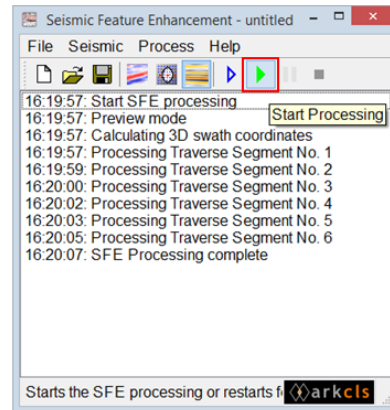 Seismic Feature Enhancement - untitled
File Seismic Process Help
16:19:57: Start SFE processing
Start Processing
16:19:57: Preview mode
16:19:57: Calculating 3D swath coordinates
16:19:57: Processing Traverse Segment No. 1
16:19:59: Processing Traverse Segment No. 2
16:20:00: Processing Traverse Segment No. 3
16:20:02: Processing Traverse Segment No. 4
16:20:03: Processing Traverse Segment No. 5
16:20:05: Processing Traverse Segment No. 6
16:20:07: SFE Processing complete
Starts the SFE processing or restarts f
arkcls